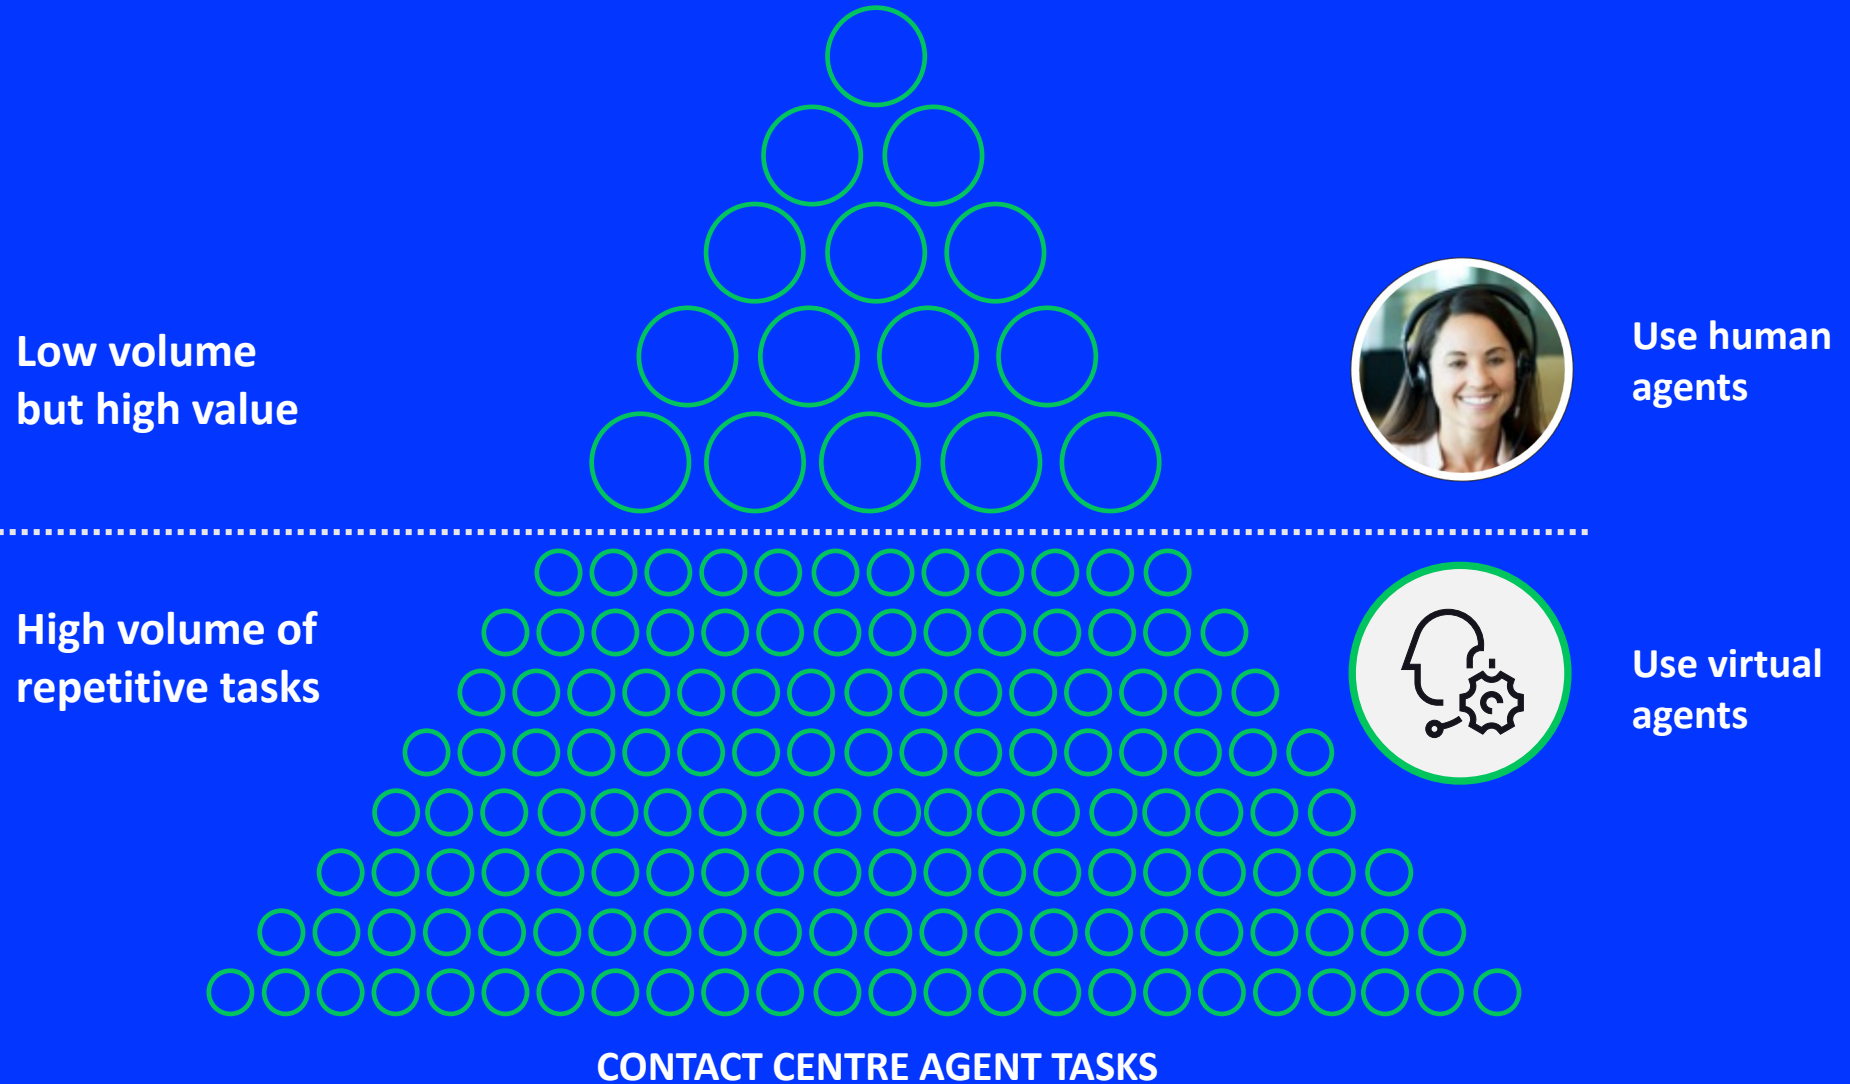 Low volume
but high value
Use human
agents
High volume of
repetitive tasks
Use virtual
agents
CONTACT CENTRE AGENT TASKS